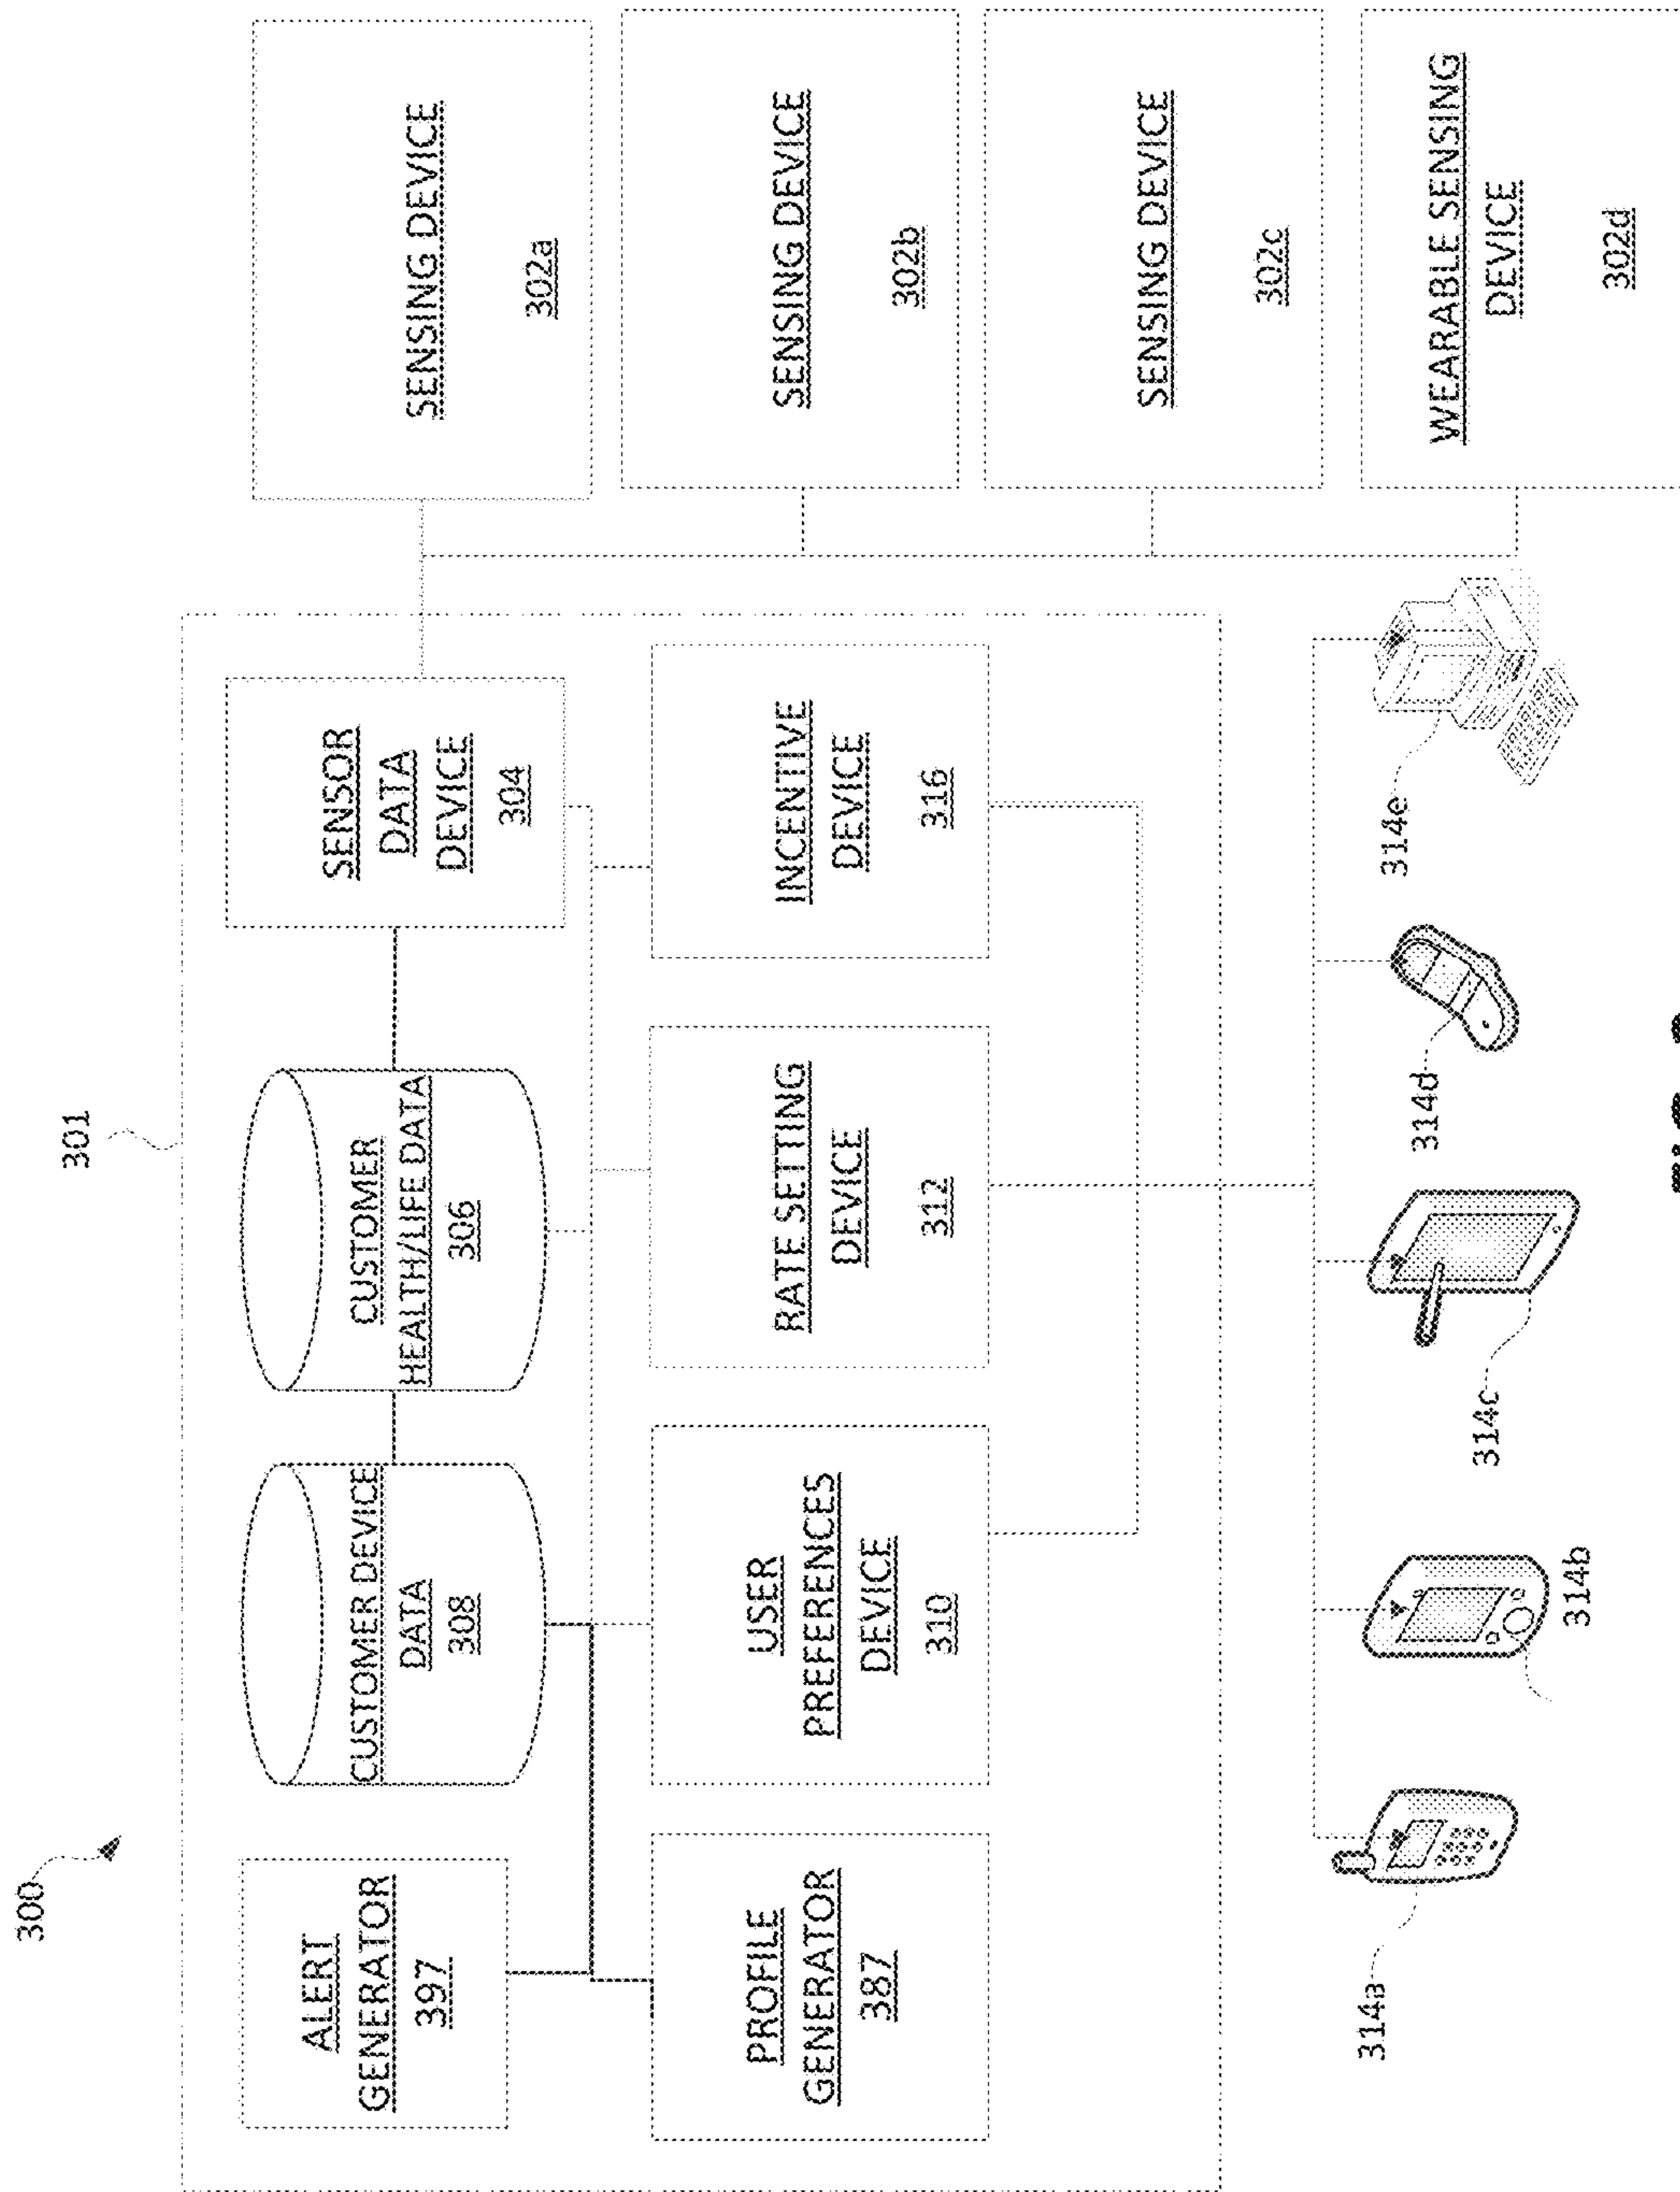 300
301
ALERT
GENERATOR
397
CUSTOMER DEVICE
DATA
308
CUSTOMER
HEALTH/LIFE DATA
306
SENSOR
DATA
DEVICE
304
SENSING DEVICE
302a
PROFILE
GENERATOR
387
USER
PREFERENCES
DEVICE
310
RATE SETTING
DEVICE
312
INCENTIVE
DEVICE
316
SENSING DEVICE
302b
SENSING DEVICE
302c
WEARABLE SENSING
DEVICE
302d
314a
314b
314c
314d
314e